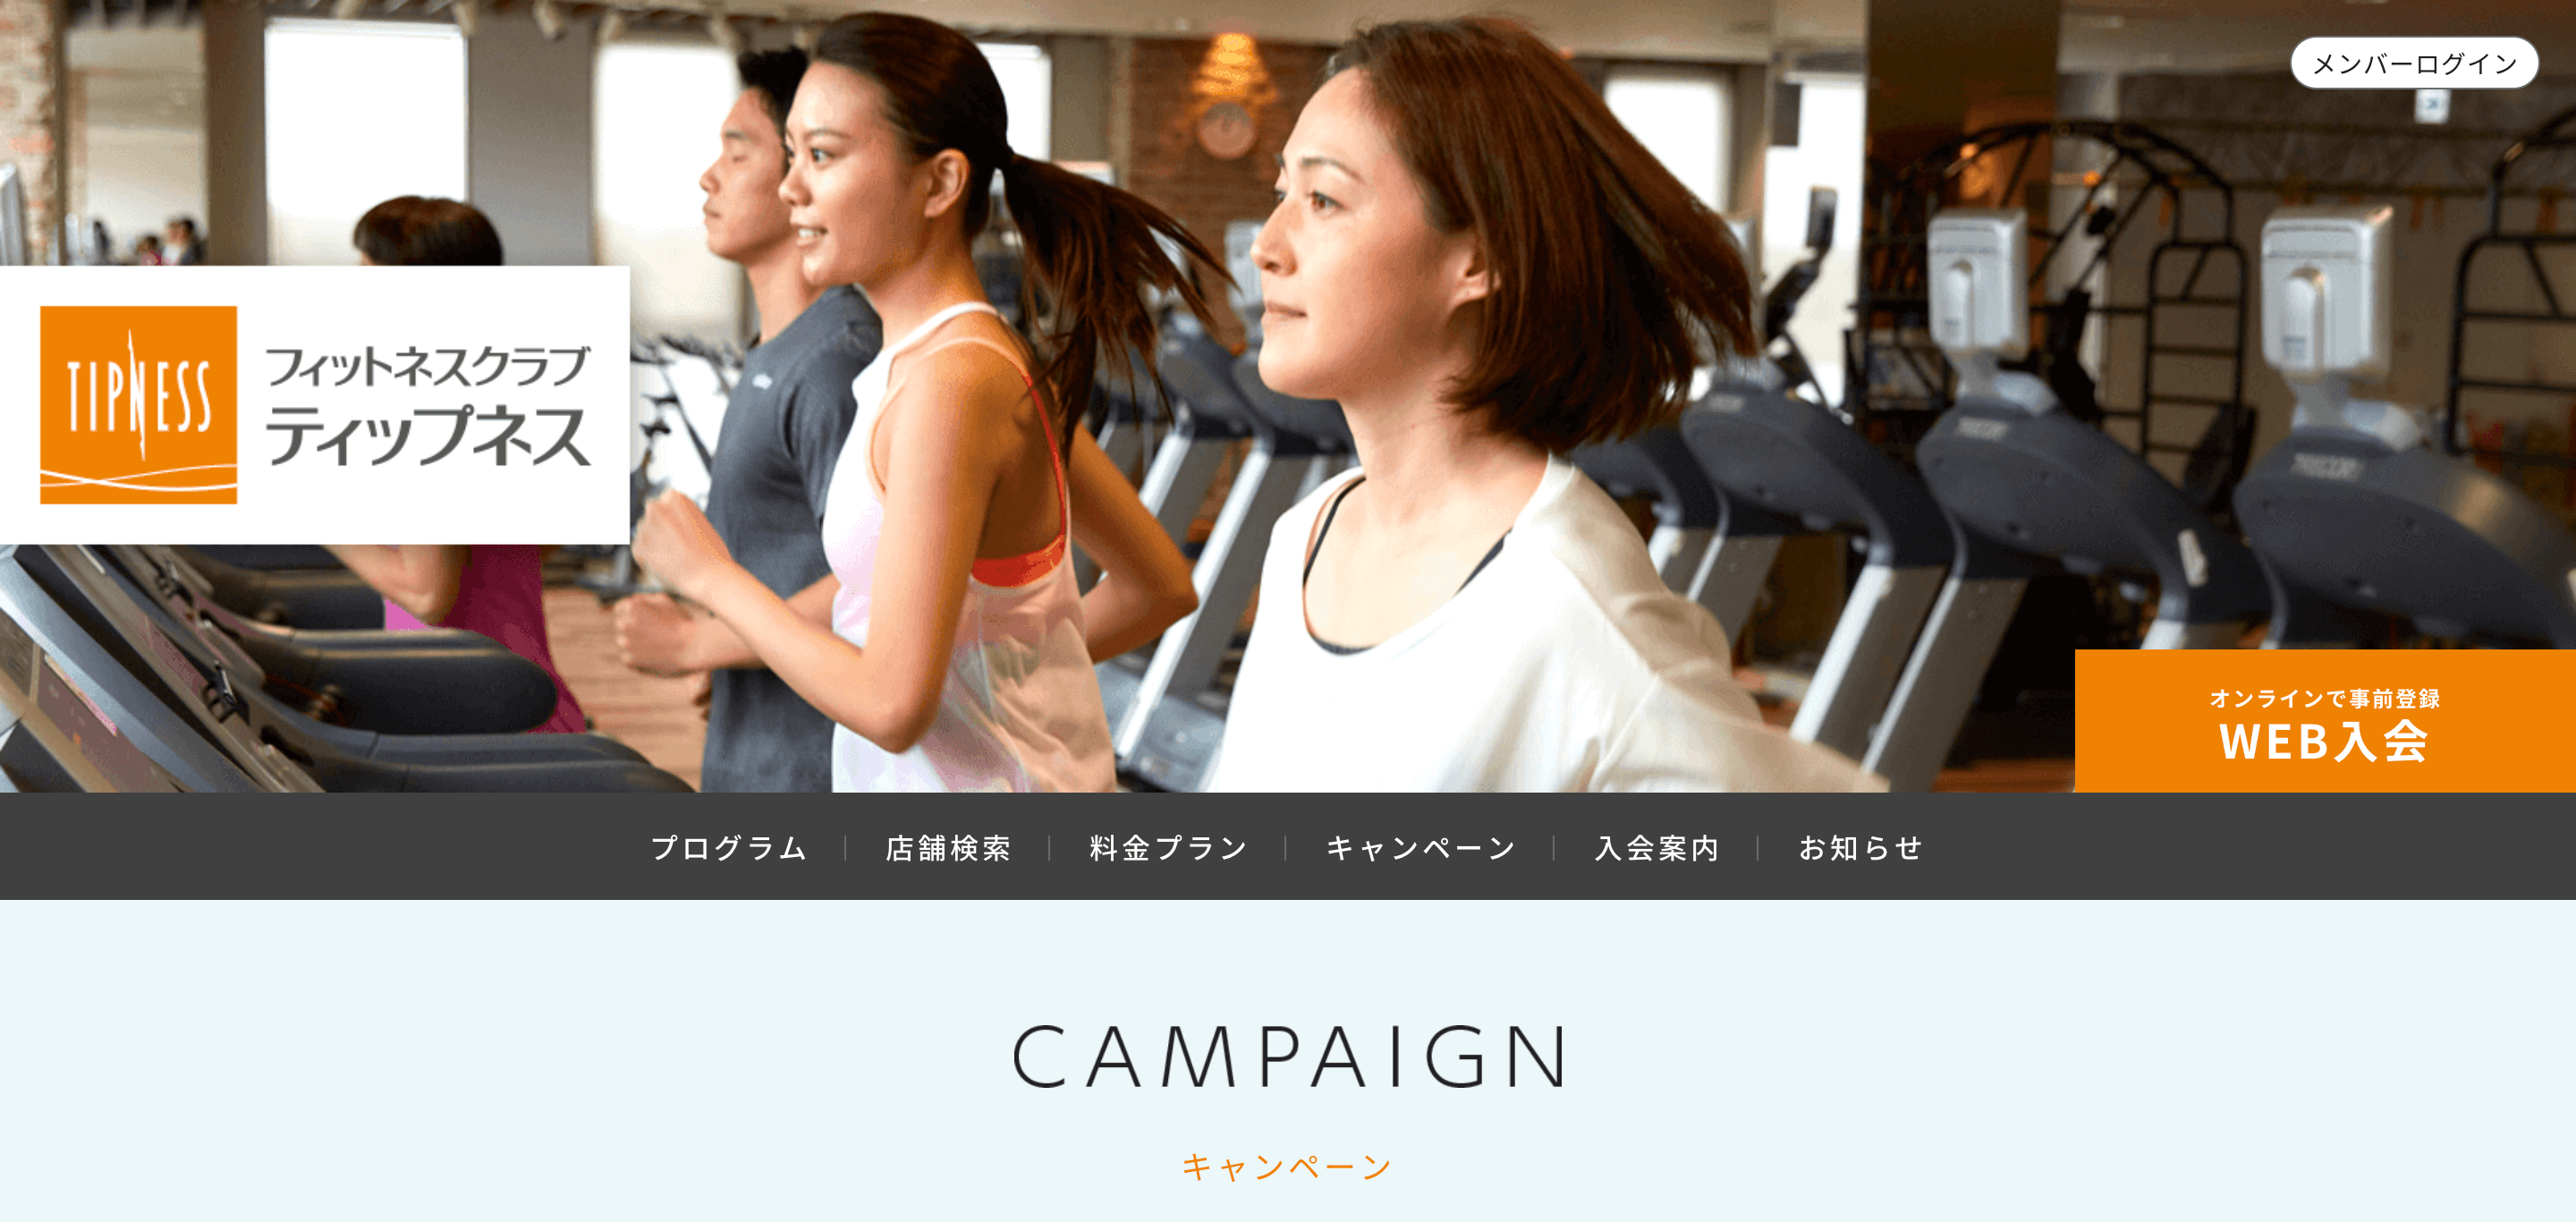 メンバーログイン
TIPNESS
フィットネスクラブ
ティップネス
オンラインで事前登録
WEB入会
プログラム
店舗検索
料金プラン
キャンペーン
入会案内
お知らせ
CAMPAIGN
キャンペーン